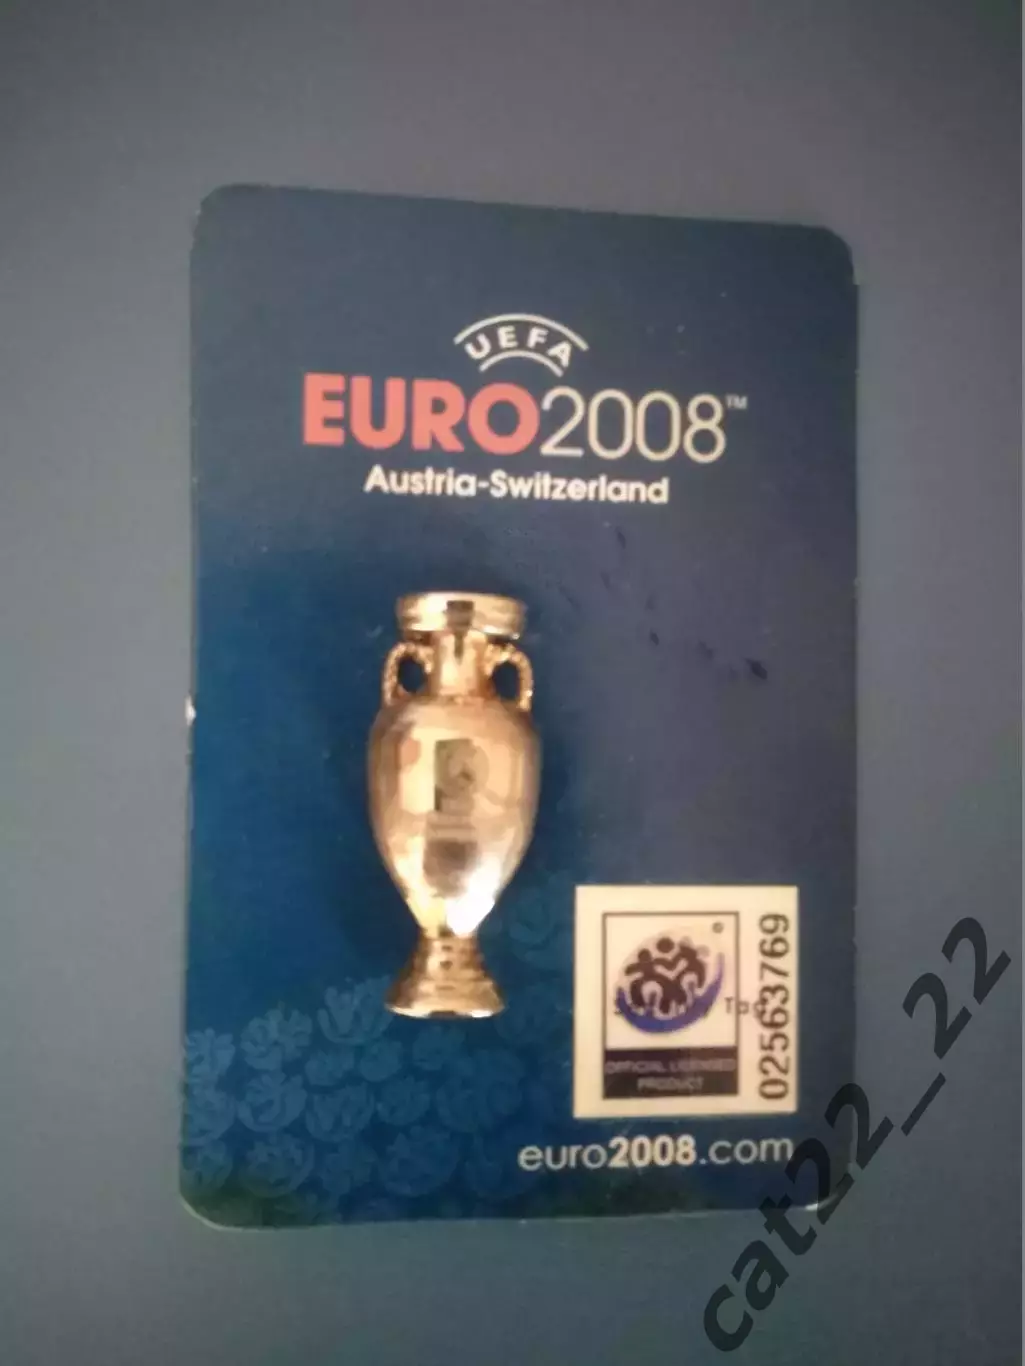 UEFA
EURO2008™
Austria-Switzerland
©
02563769
OFFICIAL LICENSED
PRODUCT
euro2008.com
cat22_22